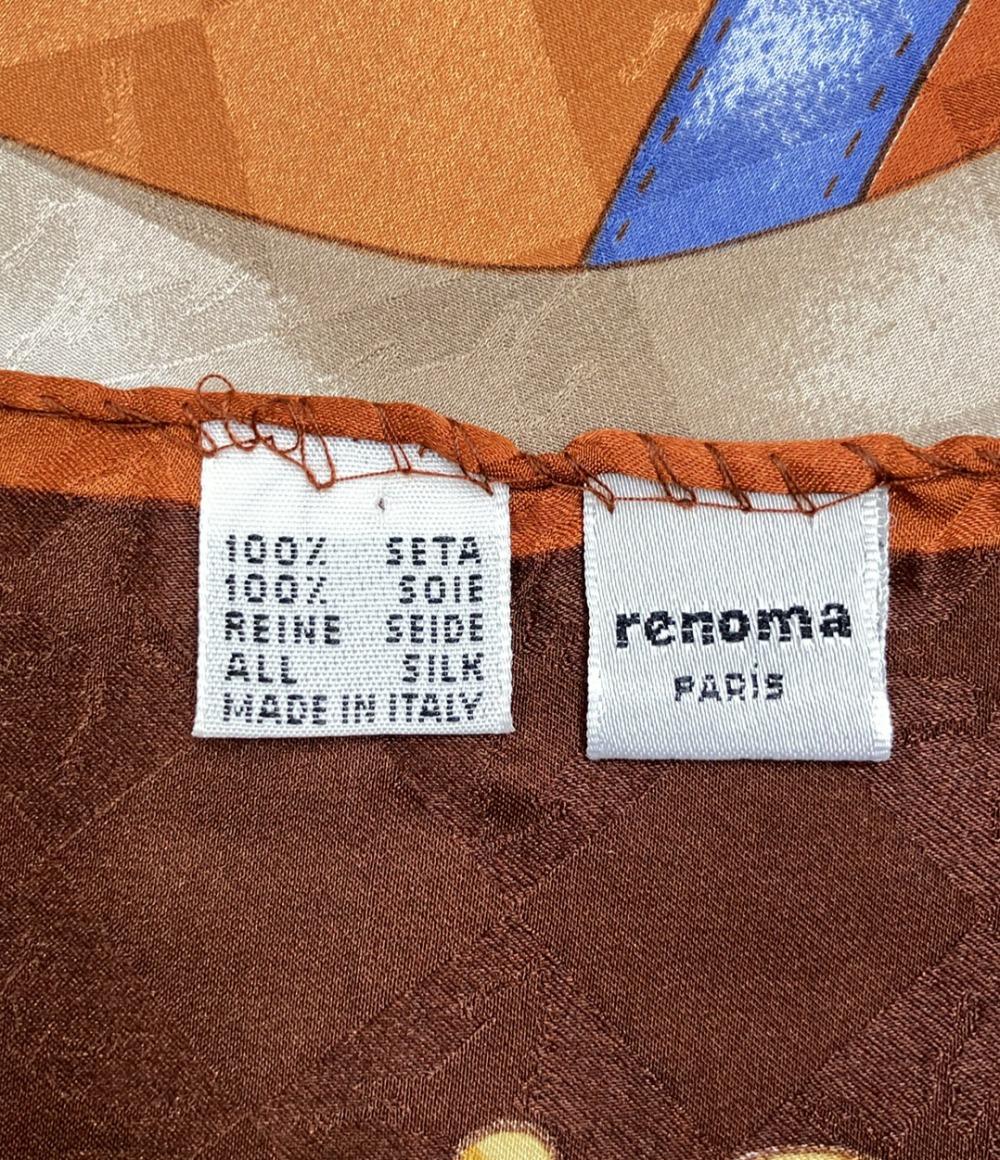 100% SETA
100% SOIE
REINE SEIDE
ALL SILK
MADE IN ITALY
renoma
PARIS